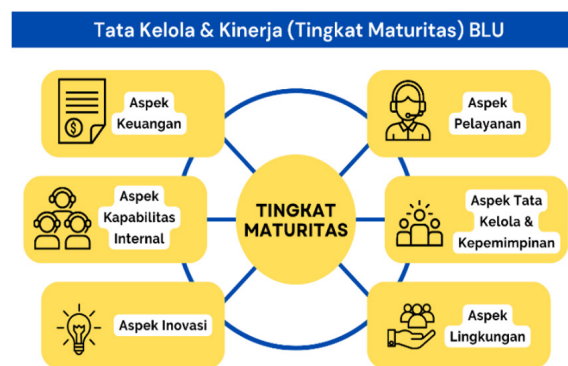 Tata Kelola & Kinerja (Tingkat Maturitas) BLU
Aspek
Keuangan
Aspek
Pelayanan
Aspek
Kapabilitas
Internal
TINGKAT
MATURITAS
Aspek Tata
Kelola &
Kepemimpinan
Aspek Inovasi
Aspek
Lingkungan